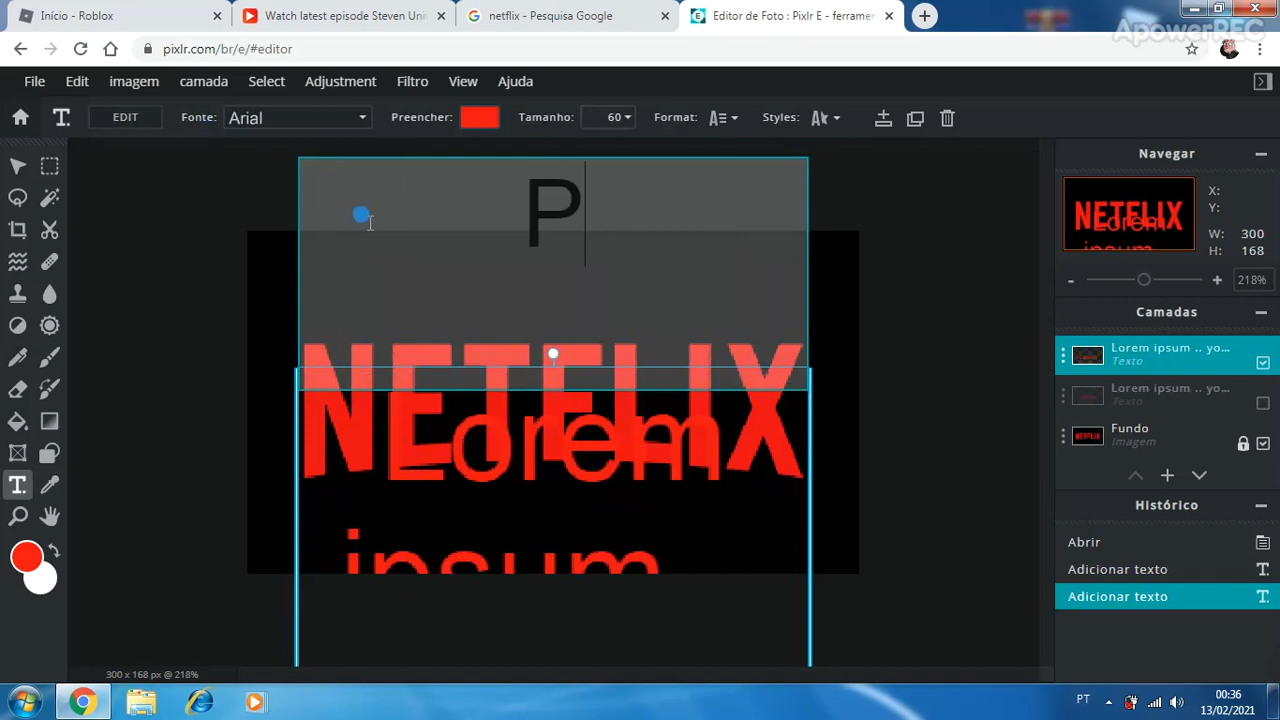 Início - Roblox
Watch latest episode Steven Uni
netflix - Pesquisa Google
Editor de Foto : Pixlr E - ferrame
ApowerREC
pixlr.com/br/e/#editor
File Edit imagem camada Select Adjustment Filtro View Ajuda
T. EDIT Fonte: Arial Preencher: Tamanho: 60 Format: Styles:
Navegar
X:
Y:
W: 300
H: 168
218%
P
NETFLIX
Lorem
ipsum
Camadas
Lorem ipsum .. yo...
Texto
Lorem ipsum .. yo...
Texto
Fundo
Imagem
Histórico
Abrir
Adicionar texto
Adicionar texto
300 x 168 px @ 218%
PT
00:36
13/02/2021